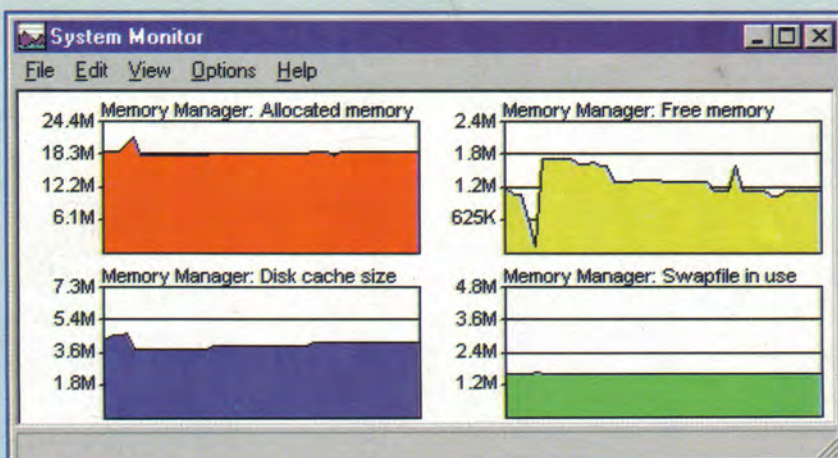 System Monitor
File Edit View Options Help
Memory Manager: Allocated memory
24.4M
18.3M
12.2M
6.1M
Memory Manager: Free memory
2.4M
1.8M
1.2M
625K
Memory Manager: Disk cache size
7.3M
5.4M
3.6M
1.8M
Memory Manager: Swapfile in use
4.8M
3.6M
2.4M
1.2M